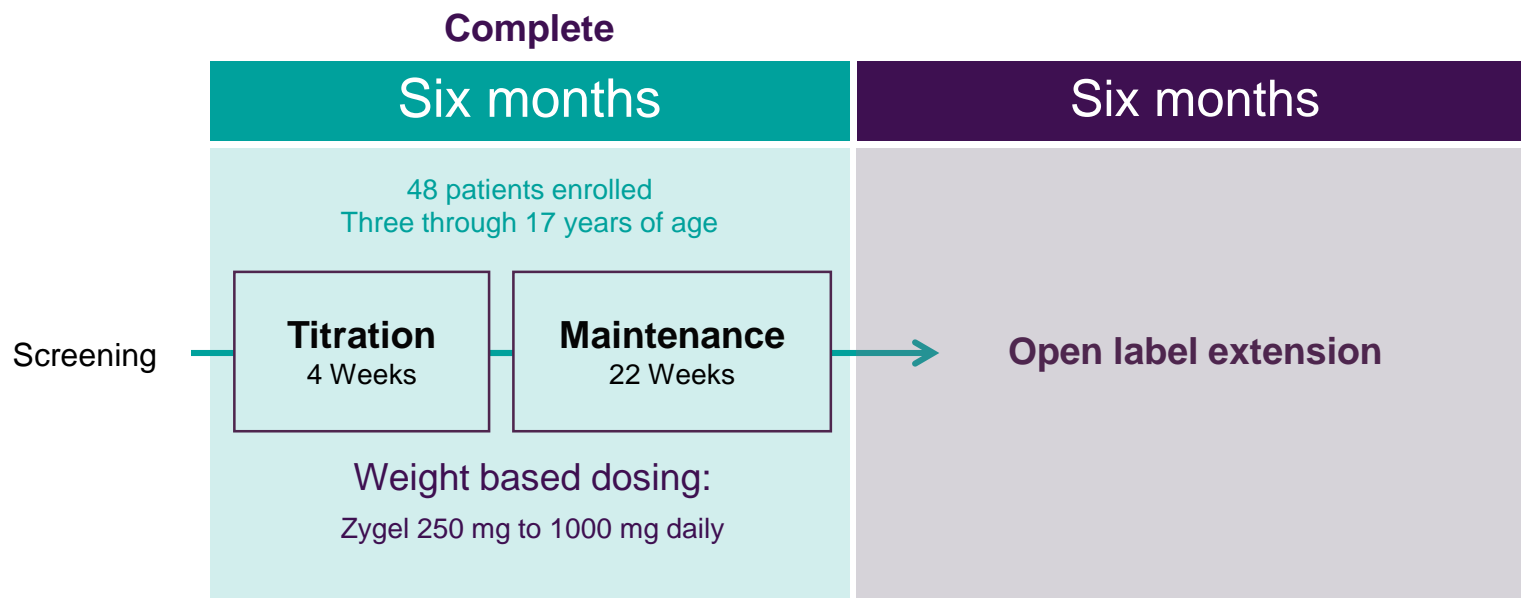 Complete
Six months
Six months
48 patients enrolled
Three through 17 years of age
Screening
Titration
4 Weeks
Maintenance
22 Weeks
Open label extension
Weight based dosing:
Zygel 250 mg to 1000 mg daily